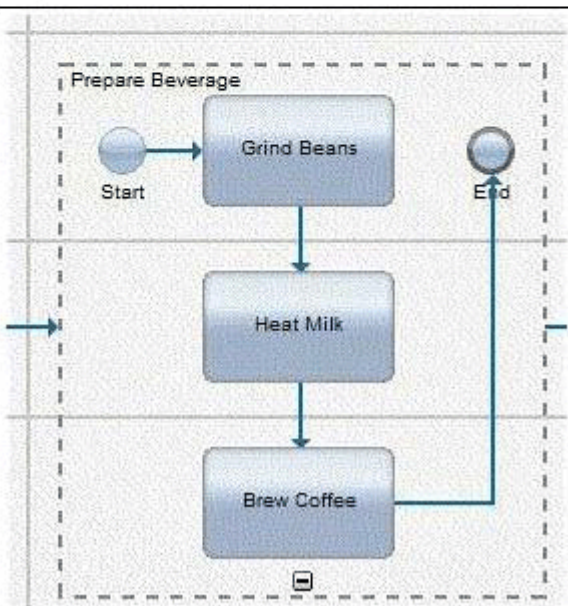 Prepare Beverage
Grind Beans
Start
End
Heat Milk
Brew Coffee